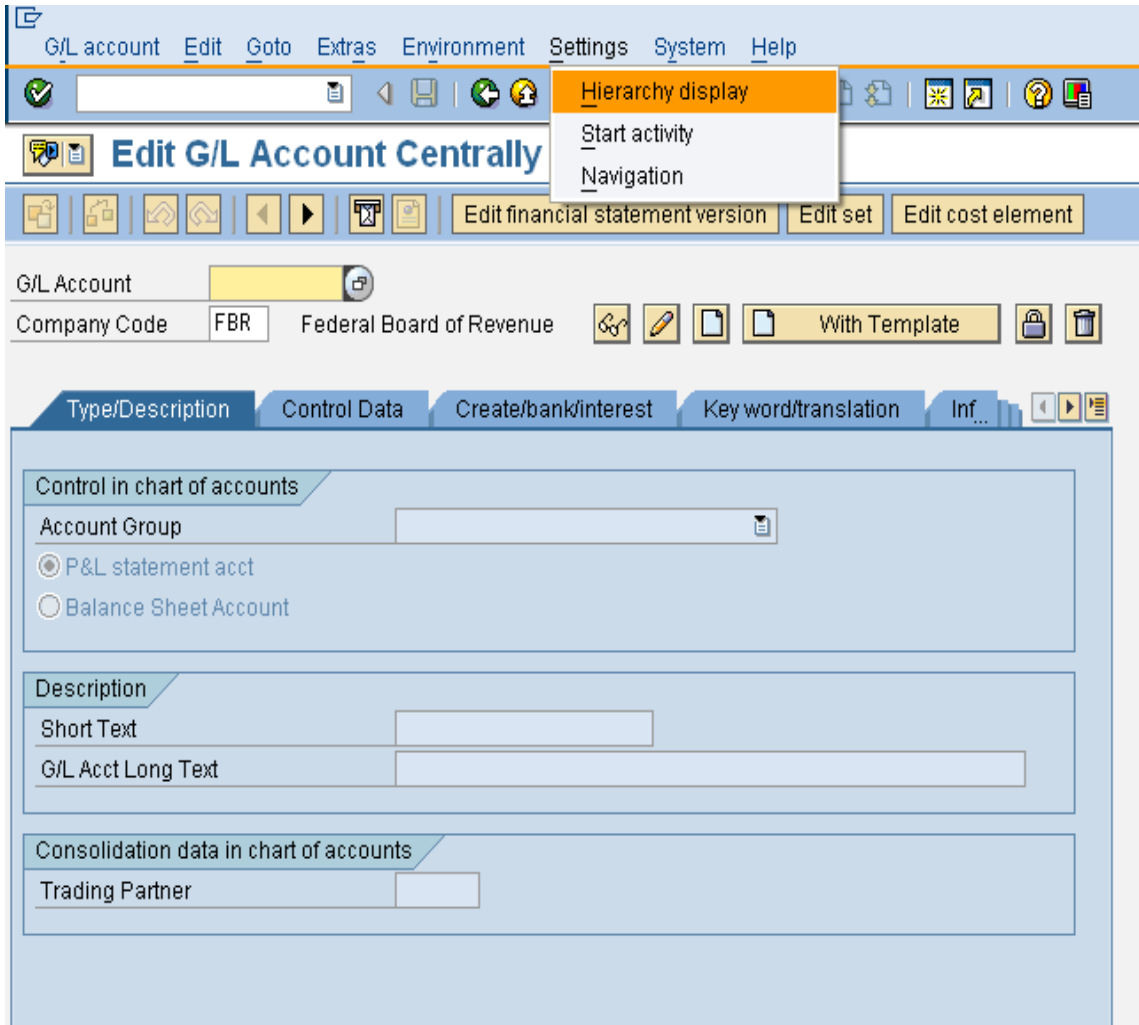 G/L account Edit Goto Extras Environment Settings System Help
Hierarchy display
Start activity
Navigation
Edit G/L Account Centrally
Edit financial statement version Edit set Edit cost element
G/L Account
Company Code FBR Federal Board of Revenue With Template
Type/Description Control Data Create/bank/interest Key word/translation Inf...
Control in chart of accounts
Account Group
P&L statement acct
Balance Sheet Account
Description
Short Text
G/L Acct Long Text
Consolidation data in chart of accounts
Trading Partner